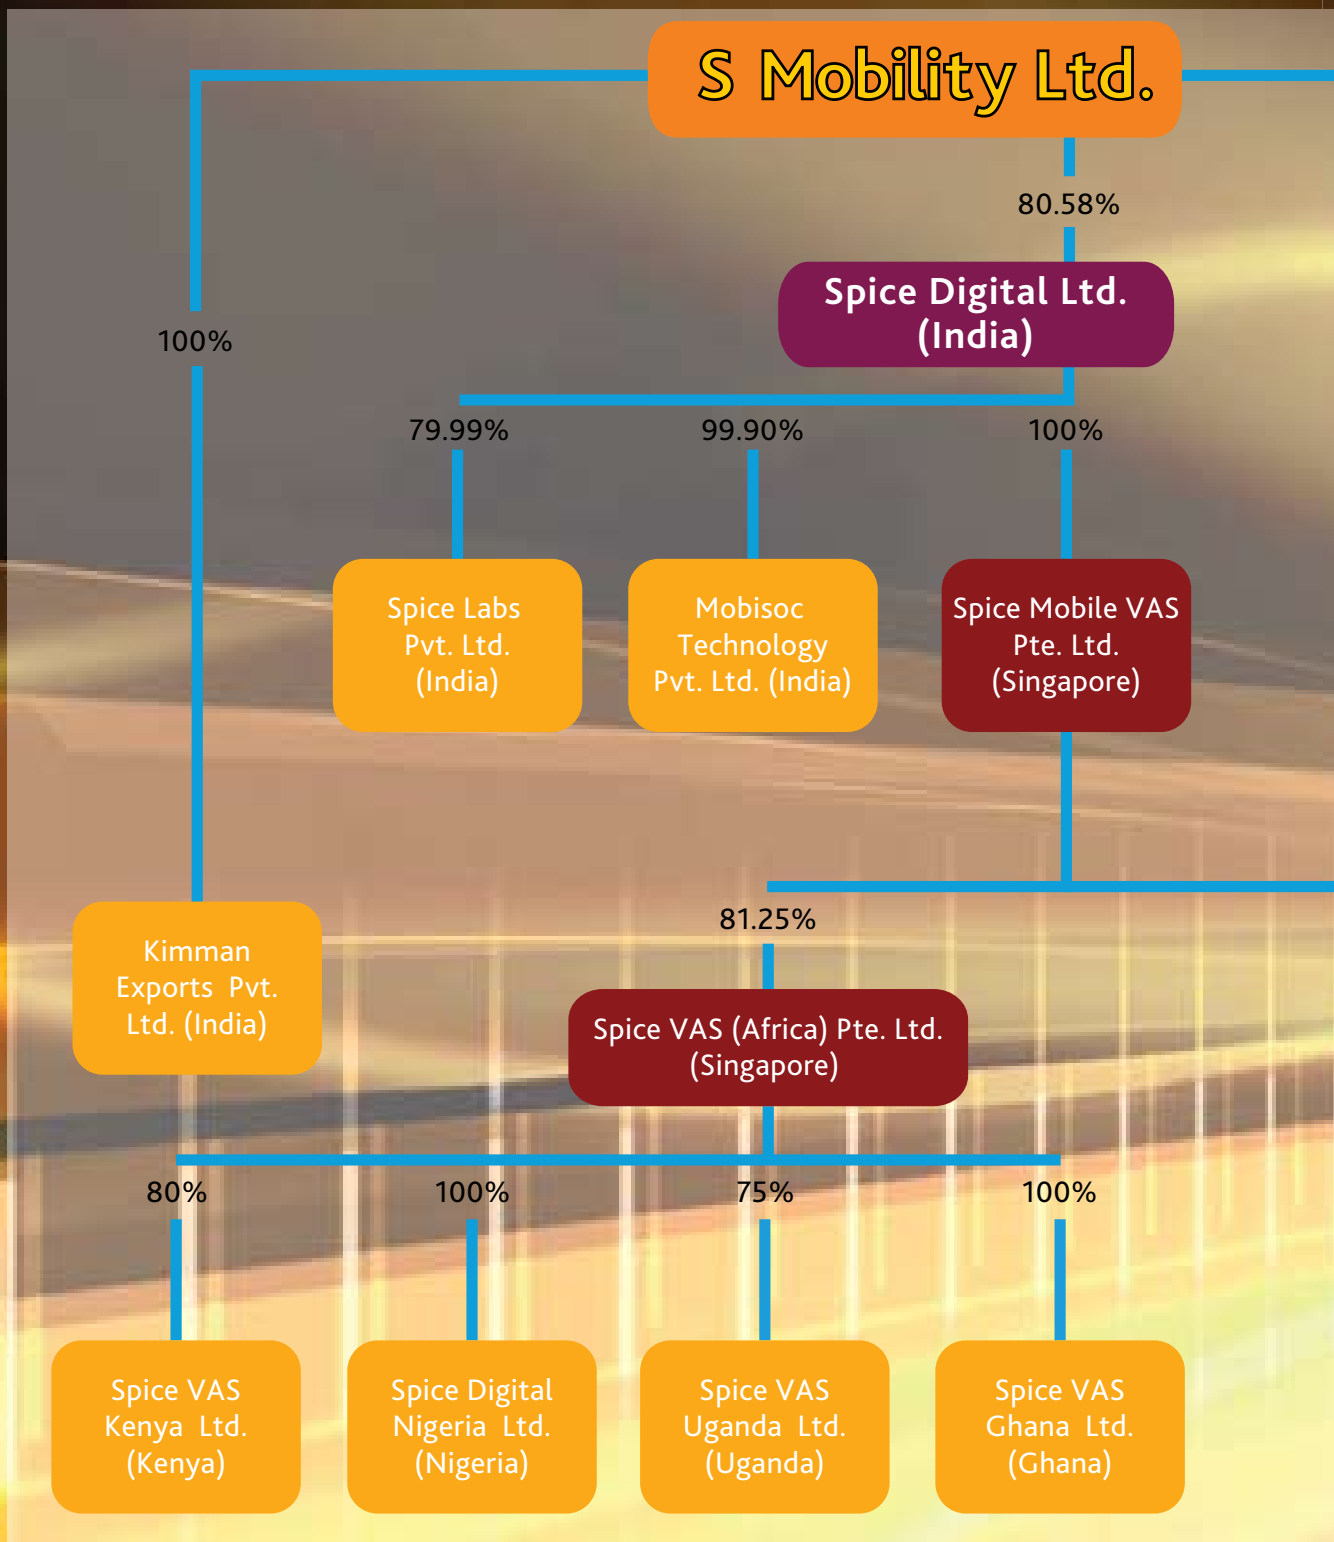 S Mobility Ltd.
80.58%
Spice Digital Ltd.
(India)
100%
79.99% 99.90% 100%
Spice Labs
Pvt. Ltd.
(India)
Mobisoc
Technology
Pvt. Ltd. (India)
Spice Mobile VAS
Pte. Ltd.
(Singapore)
81.25%
Kimman
Exports Pvt.
Ltd. (India)
Spice VAS (Africa) Pte. Ltd.
(Singapore)
80% 100% 75% 100%
Spice VAS
Kenya Ltd.
(Kenya)
Spice Digital
Nigeria Ltd.
(Nigeria)
Spice VAS
Uganda Ltd.
(Uganda)
Spice VAS
Ghana Ltd.
(Ghana)